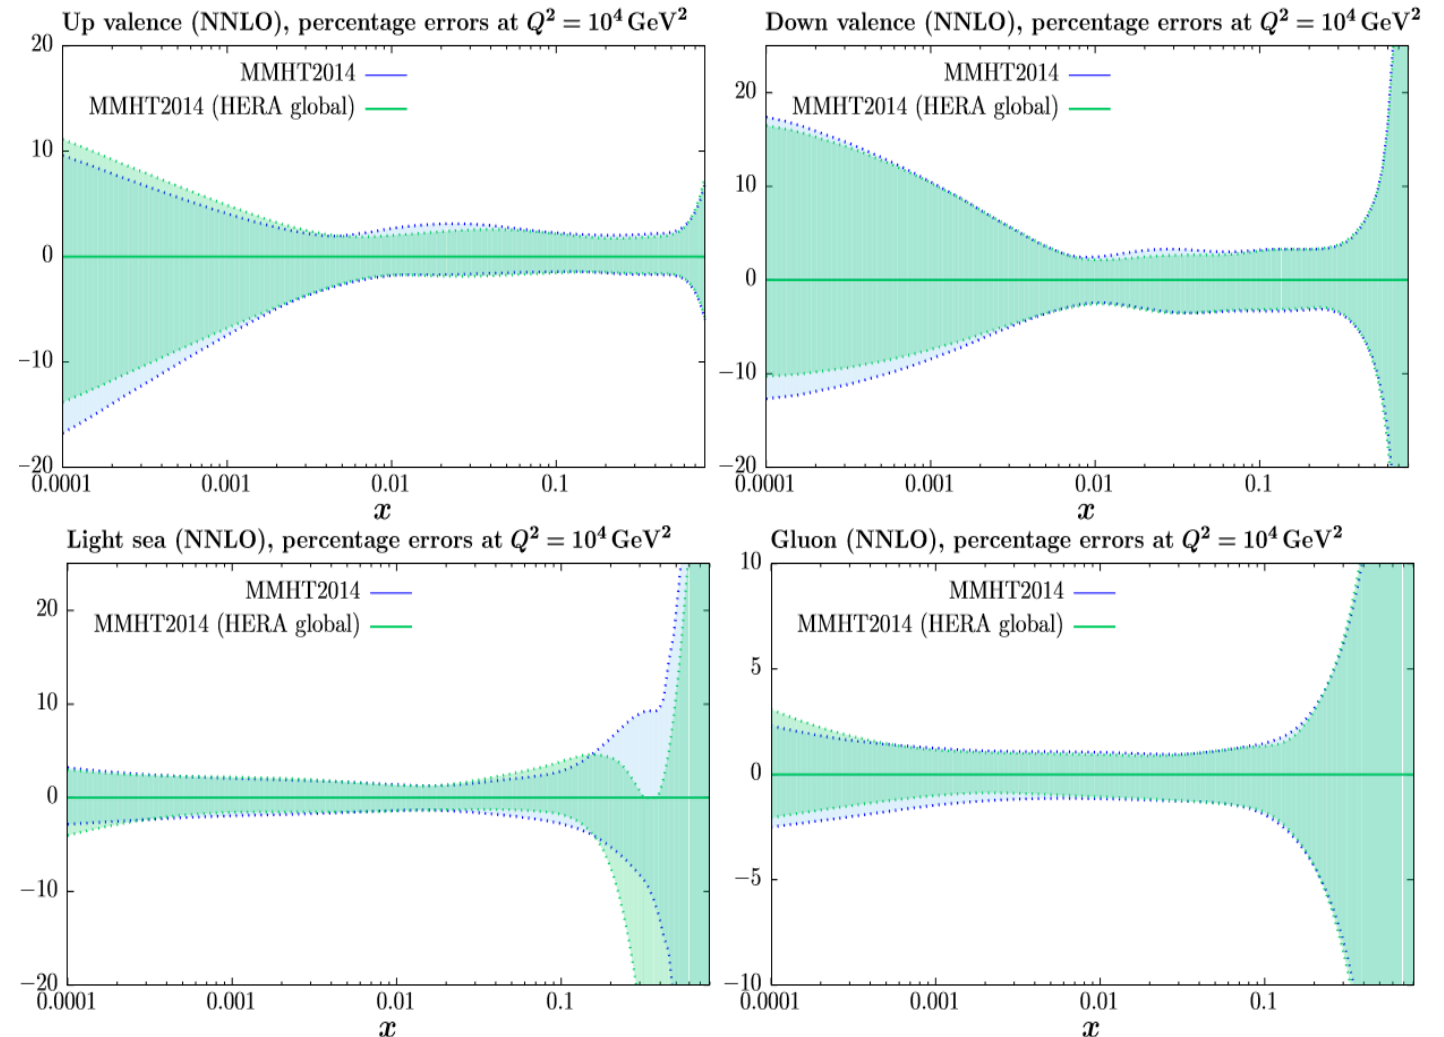 Up valence (NNLO), percentage errors at Q² = 10⁴ GeV²
20
MMHT2014
MMHT2014 (HERA global)
10
0
−10
−20
0.0001 0.001 0.01 0.1
x
Down valence (NNLO), percentage errors at Q² = 10⁴ GeV²
MMHT2014
20
MMHT2014 (HERA global)
10
0
−10
−20
0.0001 0.001 0.01 0.1
x
Light sea (NNLO), percentage errors at Q² = 10⁴ GeV²
MMHT2014
20
MMHT2014 (HERA global)
10
0
−10
−20
0.0001 0.001 0.01 0.1
x
Gluon (NNLO), percentage errors at Q² = 10⁴ GeV²
10
MMHT2014
MMHT2014 (HERA global)
5
0
−5
−10
0.0001 0.001 0.01 0.1
x